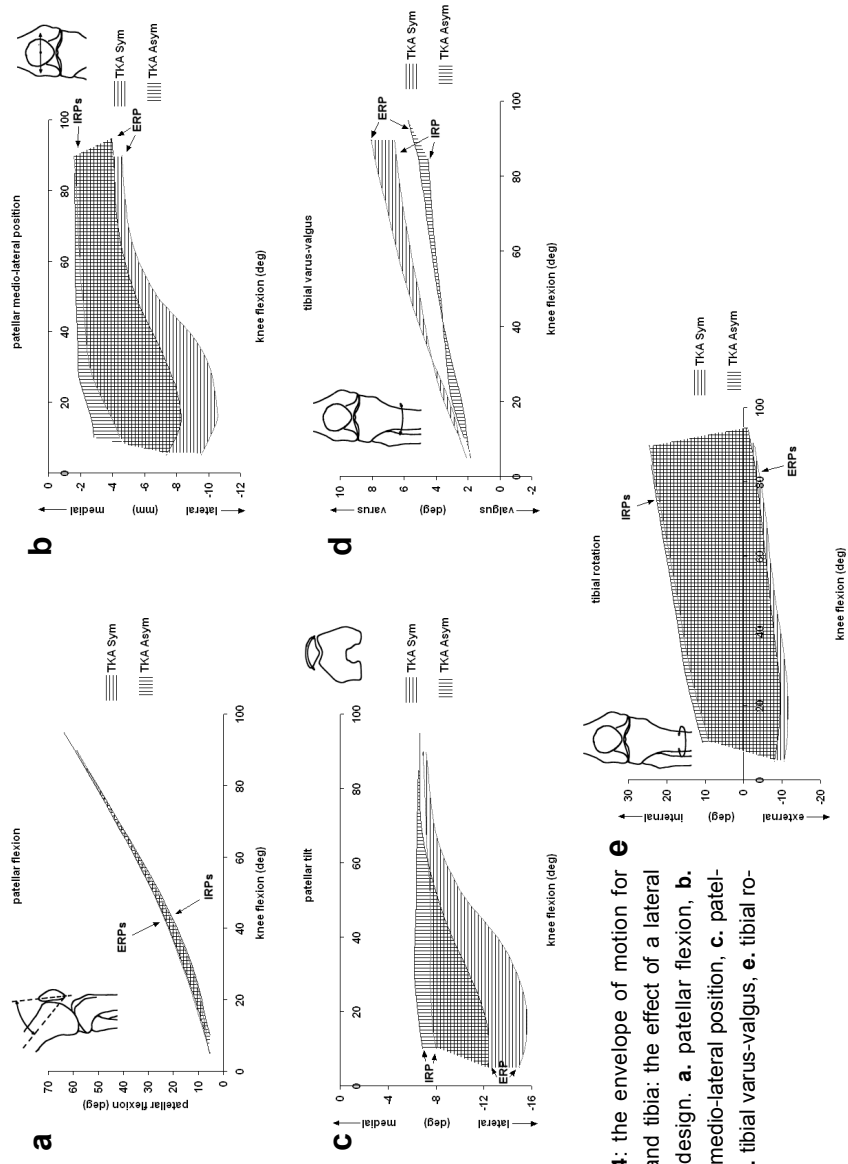 a
patellar flexion
patellar flexion (deg)
70
60
50
40
30
20
10
0
0 20 40 60 80 100
knee flexion (deg)
ERPs
IRPs
TKA Sym
TKA Asym
b
patellar medio-lateral position
lateral (mm) medial
0
-2
-4
-6
-8
-10
-12
0 20 40 60 80 100
knee flexion (deg)
IRPs
ERP
TKA Sym
TKA Asym
c
patellar tilt
lateral (deg) medial
0
-4
-8
-12
-16
0 20 40 60 80 100
knee flexion (deg)
IRP
ERP
TKA Sym
TKA Asym
d
tibial varus-valgus
valgus (deg) varus
10
8
6
4
2
0
-2
0 20 40 60 80 100
knee flexion (deg)
ERP
IRP
TKA Sym
TKA Asym
4: the envelope of motion for
and tibia: the effect of a lateral
design. a. patellar flexion, b.
medio-lateral position, c. patel-
. tibial varus-valgus, e. tibial ro-
e
tibial rotation
external (deg) internal
30
20
10
0
-10
-20
0 20 40 60 80 100
knee flexion (deg)
IRPs
ERPs
TKA Sym
TKA Asym